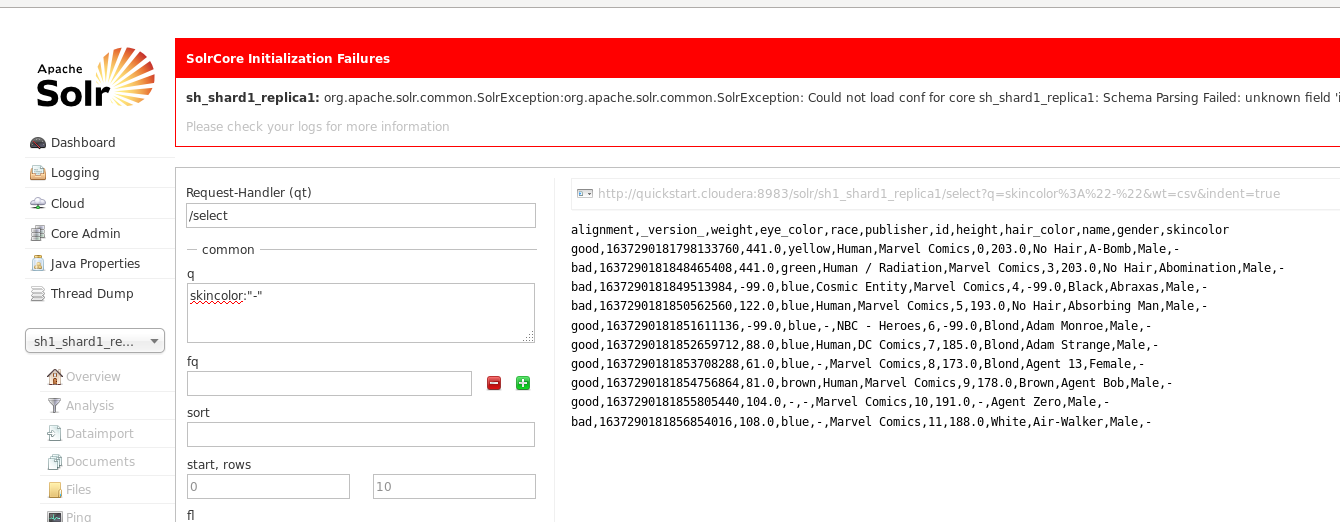 Apache
Solr
SolrCore Initialization Failures
sh_shard1_replica1: org.apache.solr.common.SolrException:org.apache.solr.common.SolrException: Could not load conf for core sh_shard1_replica1: Schema Parsing Failed: unknown field 'i
Please check your logs for more information
Dashboard
Logging
Cloud
Core Admin
Java Properties
Thread Dump
sh1_shard1_re...
Overview
Analysis
Dataimport
Documents
Files
Ping
Request-Handler (qt)
/select
common
q
skincolor:"-"
fq
sort
start, rows
0
10
fl
http://quickstart.cloudera:8983/solr/sh1_shard1_replica1/select?q=skincolor%3A%22-%22&wt=csv&indent=true
alignment,_version_,weight,eye_color,race,publisher,id,height,hair_color,name,gender,skincolor
good,1637290181798133760,441.0,yellow,Human,Marvel Comics,0,203.0,No Hair,A-Bomb,Male,-
bad,1637290181848465408,441.0,green,Human / Radiation,Marvel Comics,3,203.0,No Hair,Abomination,Male,-
bad,1637290181849513984,-99.0,blue,Cosmic Entity,Marvel Comics,4,-99.0,Black,Abraxas,Male,-
bad,1637290181850562560,122.0,blue,Human,Marvel Comics,5,193.0,No Hair,Absorbing Man,Male,-
good,1637290181851611136,-99.0,blue,-,NBC - Heroes,6,-99.0,Blond,Adam Monroe,Male,-
good,1637290181852659712,88.0,blue,Human,DC Comics,7,185.0,Blond,Adam Strange,Male,-
good,1637290181853708288,61.0,blue,-,Marvel Comics,8,173.0,Blond,Agent 13,Female,-
good,1637290181854756864,81.0,brown,Human,Marvel Comics,9,178.0,Brown,Agent Bob,Male,-
good,1637290181855805440,104.0,-,-,Marvel Comics,10,191.0,-,Agent Zero,Male,-
bad,1637290181856854016,108.0,blue,-,Marvel Comics,11,188.0,White,Air-Walker,Male,-